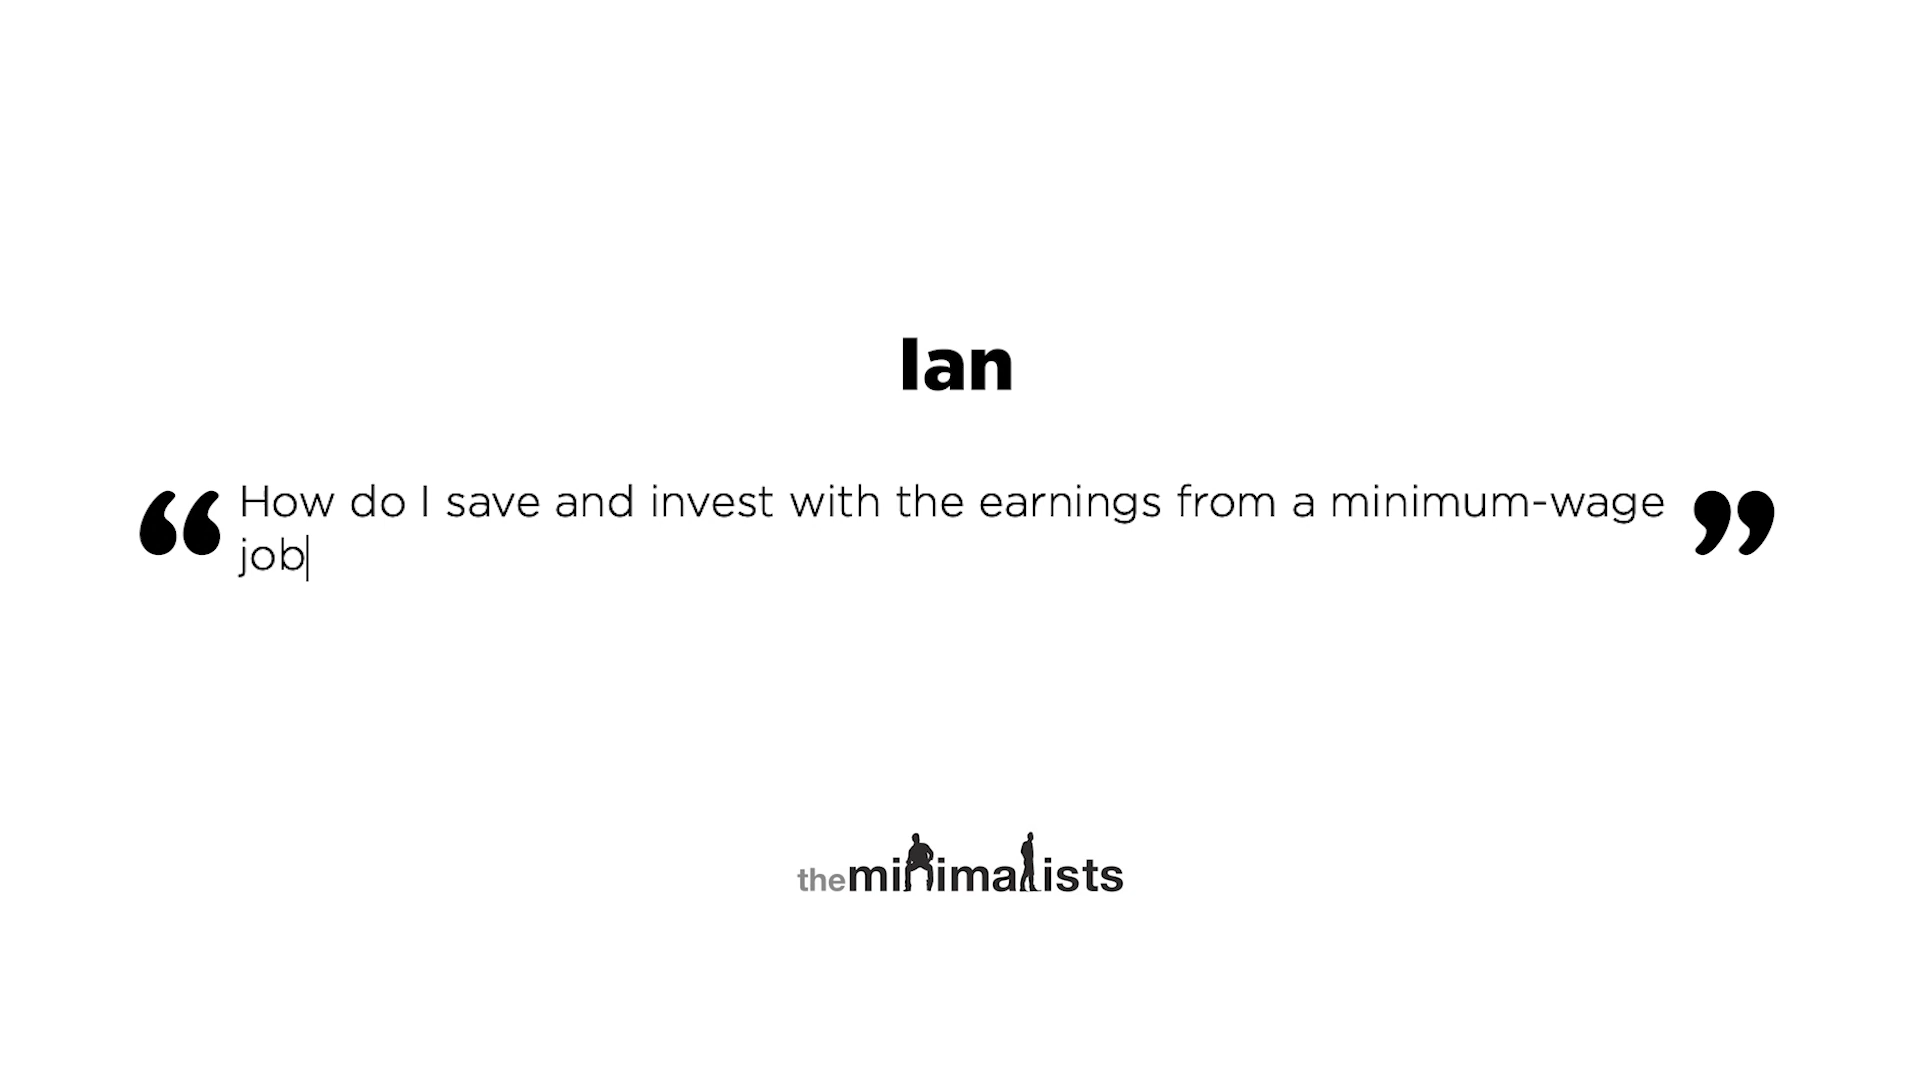 Ian
“How do I save and invest with the earnings from a minimum-wage”
job
theminimalists